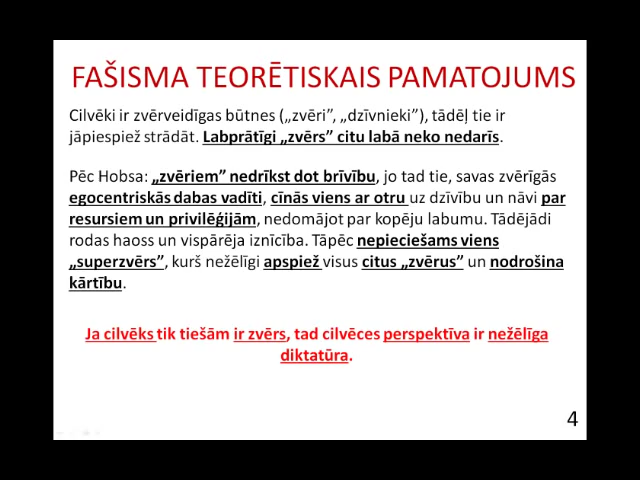 FAŠISMA TEORĒTISKAIS PAMATOJUMS
Cilvēki ir zvērveidīgas būtnes („zvēri”, „dzīvnieki”), tādēļ tie ir
jāpiespiež strādāt. Labprātīgi „zvērs” citu labā neko nedarīs.
Pēc Hobsa: „zvēriem” nedrīkst dot brīvību, jo tad tie, savas zvērīgās
egocentriskās dabas vadīti, cīnās viens ar otru uz dzīvību un nāvi par
resursiem un privilēģijām, nedomājot par kopēju labumu. Tādējādi
rodas haoss un vispārēja iznīcība. Tāpēc nepieciešams viens
„superzvērs”, kurš nežēlīgi apspiež visus citus „zvērus” un nodrošina
kārtību.
Ja cilvēks tik tiešām ir zvērs, tad cilvēces perspektīva ir nežēlīga
diktatūra.
4